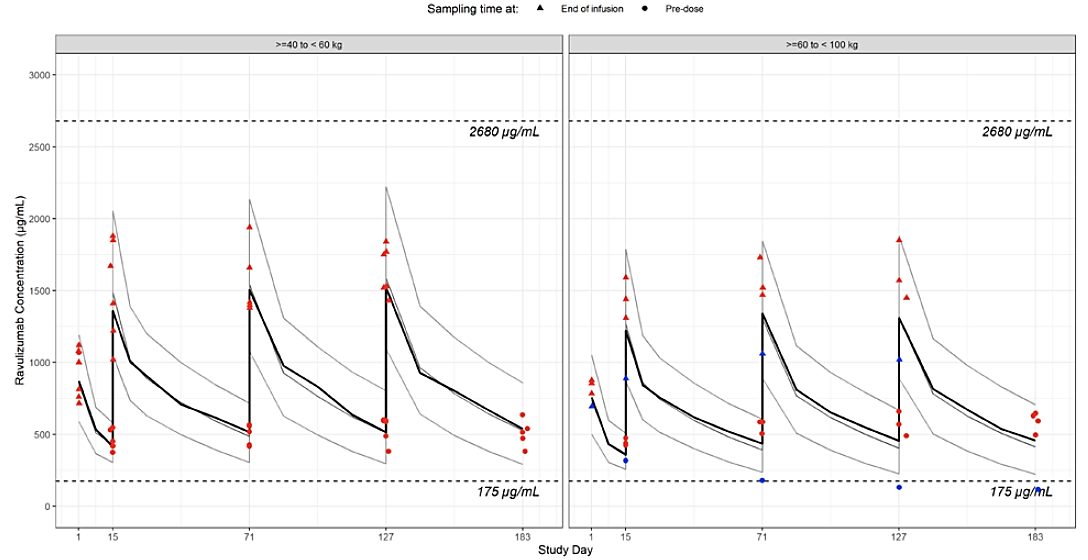 Sampling time at: End of infusion Pre-dose
>=40 to < 60 kg >=60 to < 100 kg
3000
2680 µg/mL 2680 µg/mL
2500
2000
1500
1000
500
175 µg/mL 175 µg/mL
0
Ravulizumab Concentration (µg/mL)
1 15 71 127 183 1 15 71 127 183
Study Day